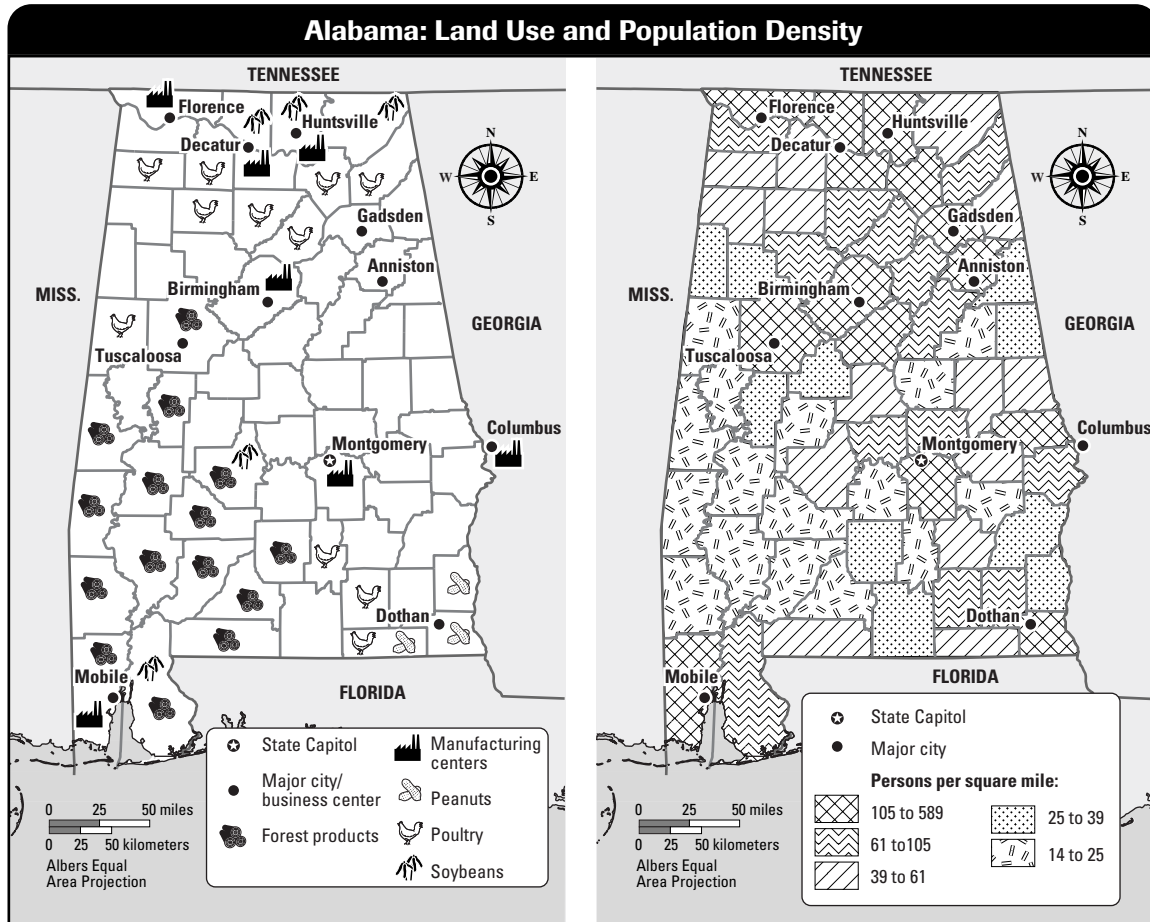 Alabama: Land Use and Population Density
TENNESSEE
Florence
Huntsville
Decatur
Gadsden
Anniston
Birmingham
MISS.
GEORGIA
Tuscaloosa
Columbus
Montgomery
Dothan
Mobile
FLORIDA
N
W
E
S
State Capitol
Major city/
business center
Forest products
Manufacturing
centers
Peanuts
Poultry
Soybeans
0 25 50 miles
0 25 50 kilometers
Albers Equal
Area Projection
TENNESSEE
Florence
Huntsville
Decatur
Gadsden
Anniston
Birmingham
MISS.
GEORGIA
Tuscaloosa
Columbus
Montgomery
Dothan
Mobile
FLORIDA
N
W
E
S
State Capitol
Major city
Persons per square mile:
105 to 589
61 to105
39 to 61
25 to 39
14 to 25
0 25 50 miles
0 25 50 kilometers
Albers Equal
Area Projection